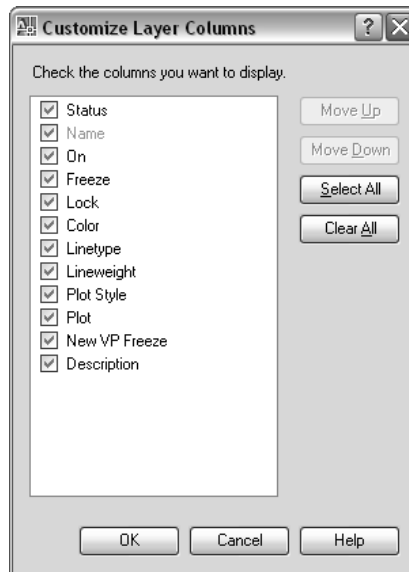 Customize Layer Columns
Check the columns you want to display.
Status
Name
On
Freeze
Lock
Color
Linetype
Lineweight
Plot Style
Plot
New VP Freeze
Description
Move Up
Move Down
Select All
Clear All
OK
Cancel
Help